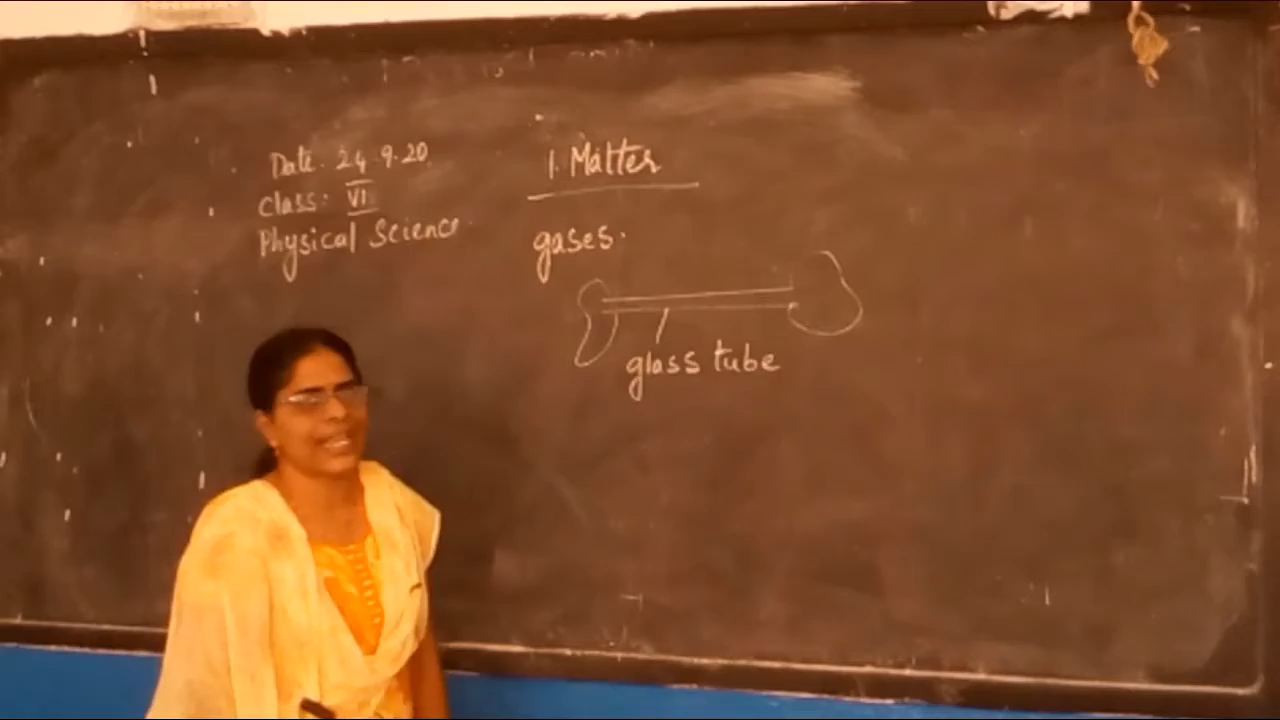 Date. 24.9.20
Class: VI
Physical Science
1. Matter
gases.
glass tube